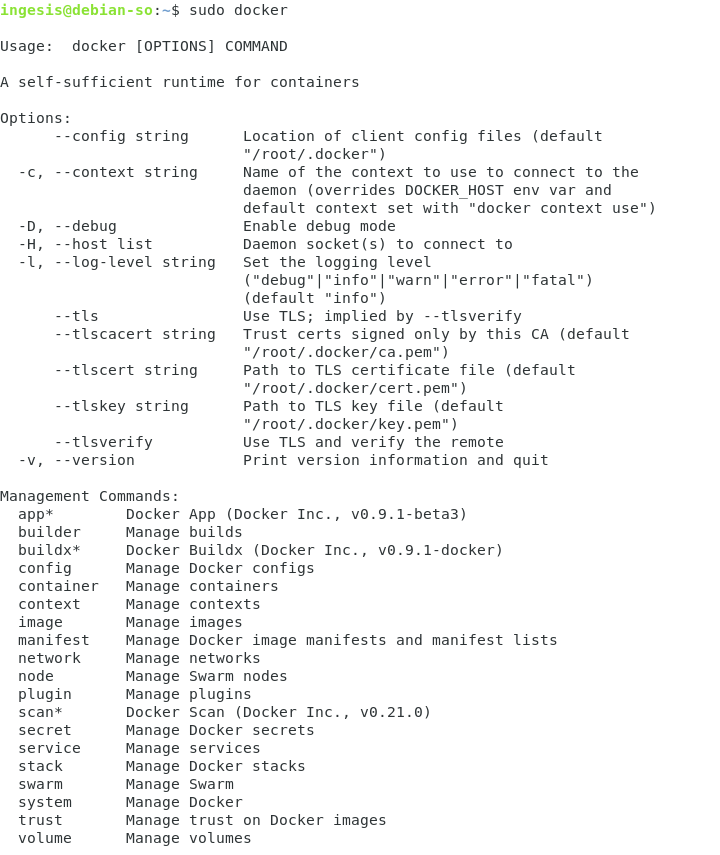 ingesis@debian-so:~$ sudo docker

Usage:  docker [OPTIONS] COMMAND

A self-sufficient runtime for containers

Options:
      --config string      Location of client config files (default
                           "/root/.docker")
  -c, --context string     Name of the context to use to connect to the
                           daemon (overrides DOCKER_HOST env var and
                           default context set with "docker context use")
  -D, --debug              Enable debug mode
  -H, --host list          Daemon socket(s) to connect to
  -l, --log-level string   Set the logging level
                           ("debug"|"info"|"warn"|"error"|"fatal")
                           (default "info")
      --tls                Use TLS; implied by --tlsverify
      --tlscacert string   Trust certs signed only by this CA (default
                           "/root/.docker/ca.pem")
      --tlscert string     Path to TLS certificate file (default
                           "/root/.docker/cert.pem")
      --tlskey string      Path to TLS key file (default
                           "/root/.docker/key.pem")
      --tlsverify          Use TLS and verify the remote
  -v, --version            Print version information and quit

Management Commands:
  app*        Docker App (Docker Inc., v0.9.1-beta3)
  builder     Manage builds
  buildx*     Docker Buildx (Docker Inc., v0.9.1-docker)
  config      Manage Docker configs
  container   Manage containers
  context     Manage contexts
  image       Manage images
  manifest    Manage Docker image manifests and manifest lists
  network     Manage networks
  node        Manage Swarm nodes
  plugin      Manage plugins
  scan*       Docker Scan (Docker Inc., v0.21.0)
  secret      Manage Docker secrets
  service     Manage services
  stack       Manage Docker stacks
  swarm       Manage Swarm
  system      Manage Docker
  trust       Manage trust on Docker images
  volume      Manage volumes